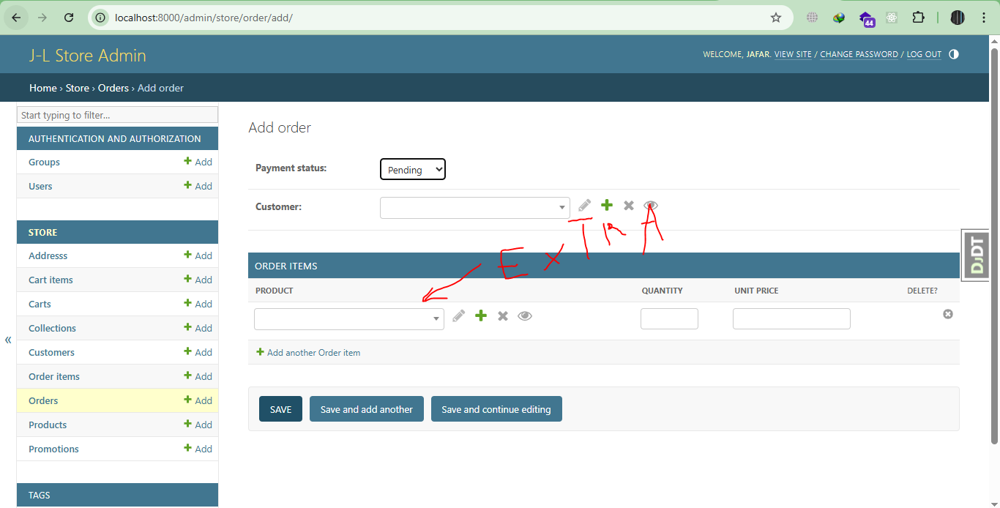 localhost:8000/admin/store/order/add/
44
J-L Store Admin
WELCOME, JAFAR. VIEW SITE / CHANGE PASSWORD / LOG OUT
Home › Store › Orders › Add order
Start typing to filter...
AUTHENTICATION AND AUTHORIZATION
Groups Add
Users Add
STORE
Addresss Add
Cart items Add
Carts Add
Collections Add
Customers Add
Order items Add
Orders Add
Products Add
Promotions Add
TAGS
«
Add order
Payment status: Pending
Customer:
ExTRA
ORDER ITEMS
PRODUCT QUANTITY UNIT PRICE DELETE?
Add another Order item
SAVE Save and add another Save and continue editing
DJDT